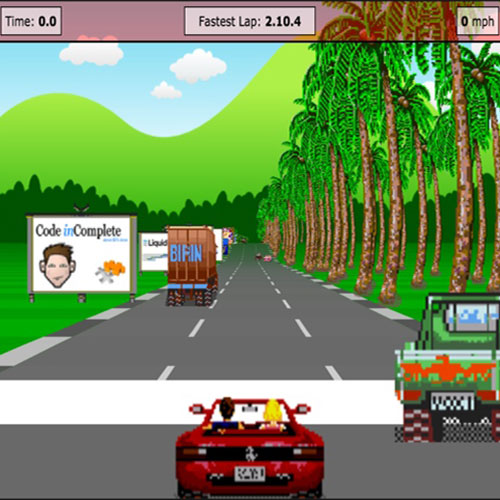 Time: 0.0
Fastest Lap: 2.10.4
0 mph
Code inComplete
Liquid
BIFIN